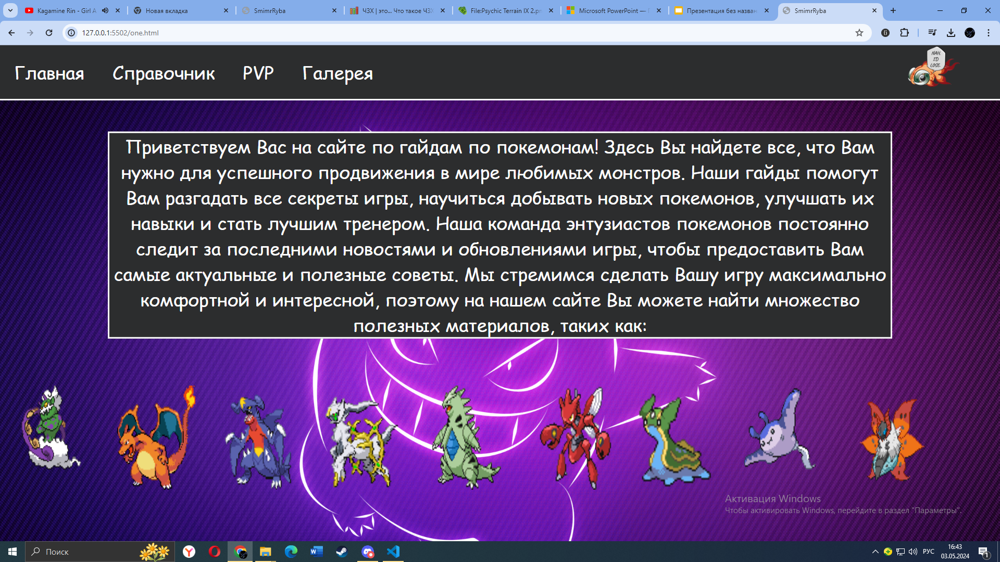 Kagamine Rin - Girl A
Новая вкладка
SmimrRyba
ЧЗХ | это... Что такое ЧЗХ
File:Psychic Terrain IX 2.pn
Microsoft PowerPoint —
Презентация без назван
SmimrRyba
127.0.0.1:5502/one.html
Главная
Справочник
PVP
Галерея
NAH.
I'D
LOSE.
Приветствуем Вас на сайте по гайдам по покемонам! Здесь Вы найдете все, что Вам
нужно для успешного продвижения в мире любимых монстров. Наши гайды помогут
Вам разгадать все секреты игры, научиться добывать новых покемонов, улучшать их
навыки и стать лучшим тренером. Наша команда энтузиастов покемонов постоянно
следит за последними новостями и обновлениями игры, чтобы предоставить Вам
самые актуальные и полезные советы. Мы стремимся сделать Вашу игру максимально
комфортной и интересной, поэтому на нашем сайте Вы можете найти множество
полезных материалов, таких как:
Активация Windows
Чтобы активировать Windows, перейдите в раздел "Параметры".
Поиск
РУС
16:43
03.05.2024
1